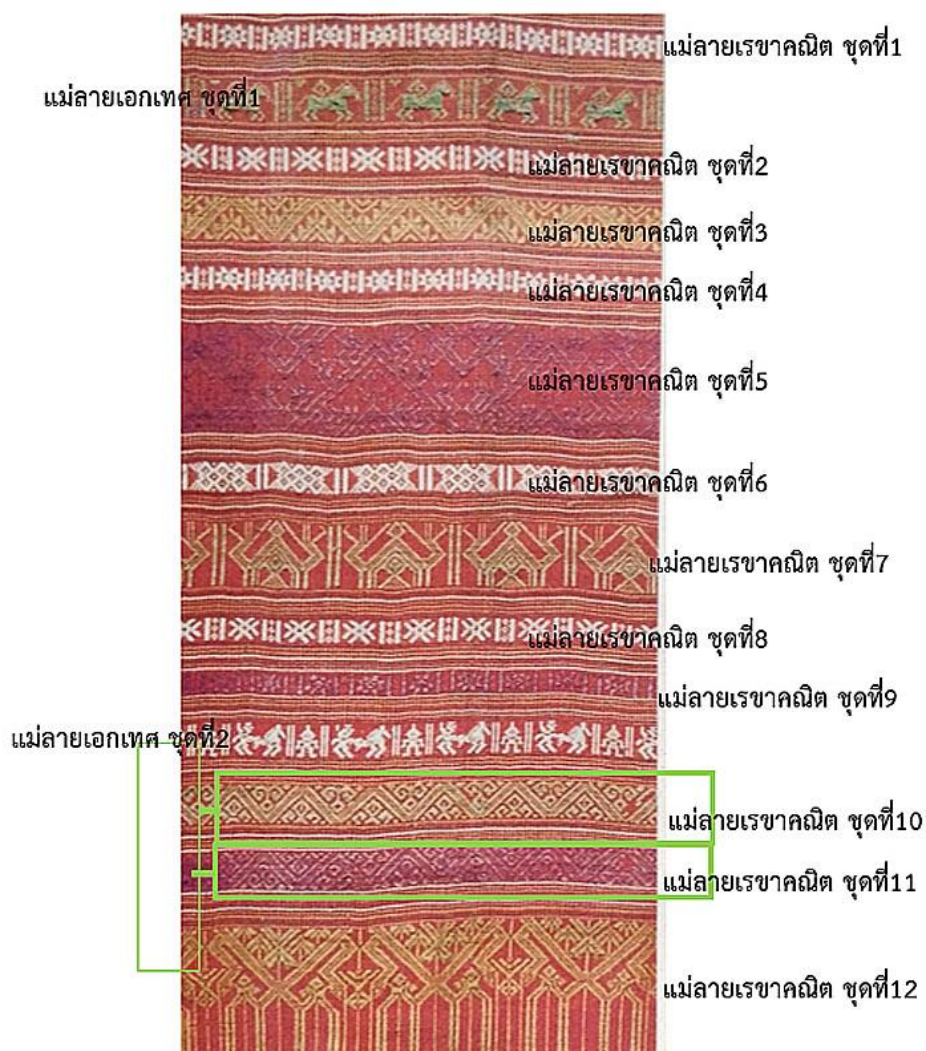 แม่ลายเรขาคณิต ชุดที่1
แม่ลายเอกเทศ ชุดที่1
แม่ลายเรขาคณิต ชุดที่2
แม่ลายเรขาคณิต ชุดที่3
แม่ลายเรขาคณิต ชุดที่4
แม่ลายเรขาคณิต ชุดที่5
แม่ลายเรขาคณิต ชุดที่6
แม่ลายเรขาคณิต ชุดที่7
แม่ลายเรขาคณิต ชุดที่8
แม่ลายเรขาคณิต ชุดที่9
แม่ลายเอกเทศ ชุดที่2
แม่ลายเรขาคณิต ชุดที่10
แม่ลายเรขาคณิต ชุดที่11
แม่ลายเรขาคณิต ชุดที่12